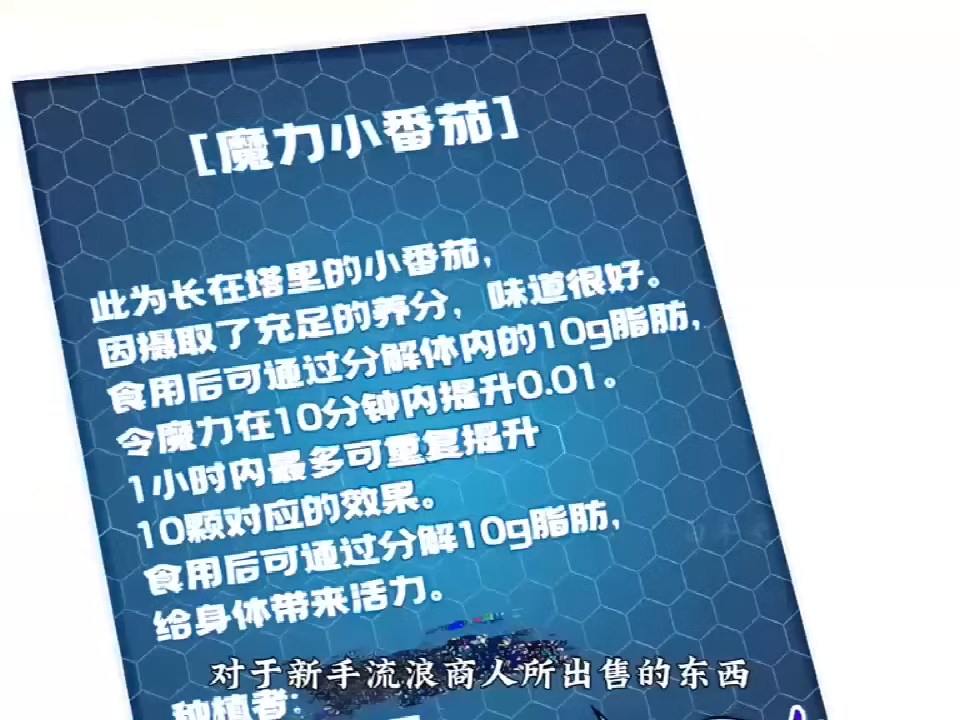 [魔力小番茄]
此为长在塔里的小番茄，
因摄取了充足的养分，味道很好。
食用后可通过分解体内的10g脂肪，
令魔力在10分钟内提升0.01。
1小时内最多可重复提升
10颗对应的效果。
食用后可通过分解10g脂肪，
给身体带来活力。
对于新手流浪商人所出售的东西
种植者：